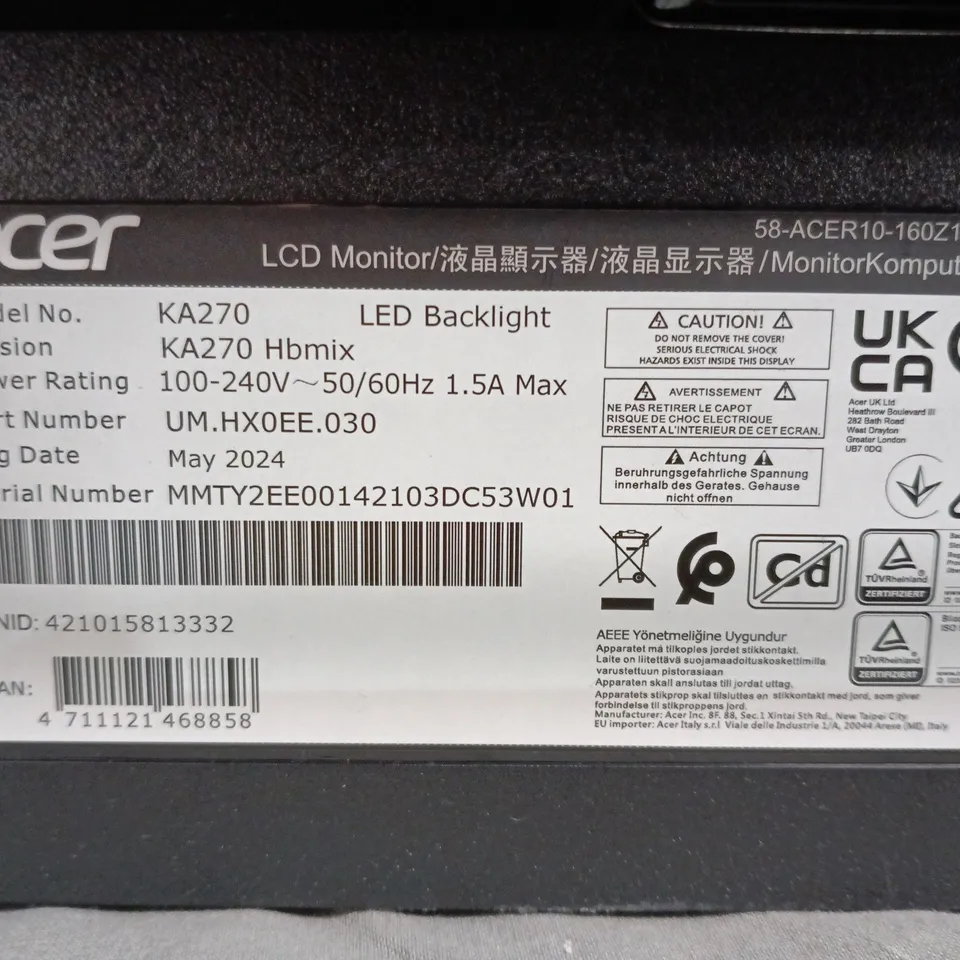 acer
58-ACER10-160Z1
LCD Monitor/液晶顯示器/液晶显示器/MonitorKomput
del No. KA270 LED Backlight
sion KA270 Hbmix
wer Rating 100-240V～50/60Hz 1.5A Max
rt Number UM.HX0EE.030
g Date May 2024
rial Number MMTY2EE00142103DC53W01
NID: 421015813332
AN:
4 711121 468858
CAUTION!
DO NOT REMOVE THE COVER!
SERIOUS ELECTRICAL SHOCK
HAZARDS EXIST INSIDE THIS DISPLAY
AVERTISSEMENT
NE PAS RETIRER LE CAPOT
RISQUE DE CHOC ELECTRIQUE
PRESENT A L'INTERIEUR DE CET ECRAN.
Achtung
Beruhrungsgefahrliche Spannung
innerhalb des Gerates. Gehause
nicht offnen
UK
CA
Acer UK Ltd
Heathrow Boulevard III
282 Bath Road
West Drayton
Greater London
UB7 0DQ
Cd
TÜVRheinland
ZERTIFIZIERT
TÜVRheinland
ZERTIFIZIERT
AEEE Yönetmeliğine Uygundur
Apparatet må tilkoples jordet stikkontakt.
Laite on liitettävä suojamaadoituskoskettimilla
varustettuun pistorasiaan
Apparaten skall anslutas till jordat uttag.
Apparatets stikprop skal tilsluttes en stikkontakt med jord, som giver
forbindelse til stikproppens jord.
Manufacturer: Acer Inc. 8F. 88, Sec.1 Xintai 5th Rd., New Taipei City
EU importer: Acer Italy s.r.l Viale delle Industrie 1/A, 20044 Arese (MI), Italy